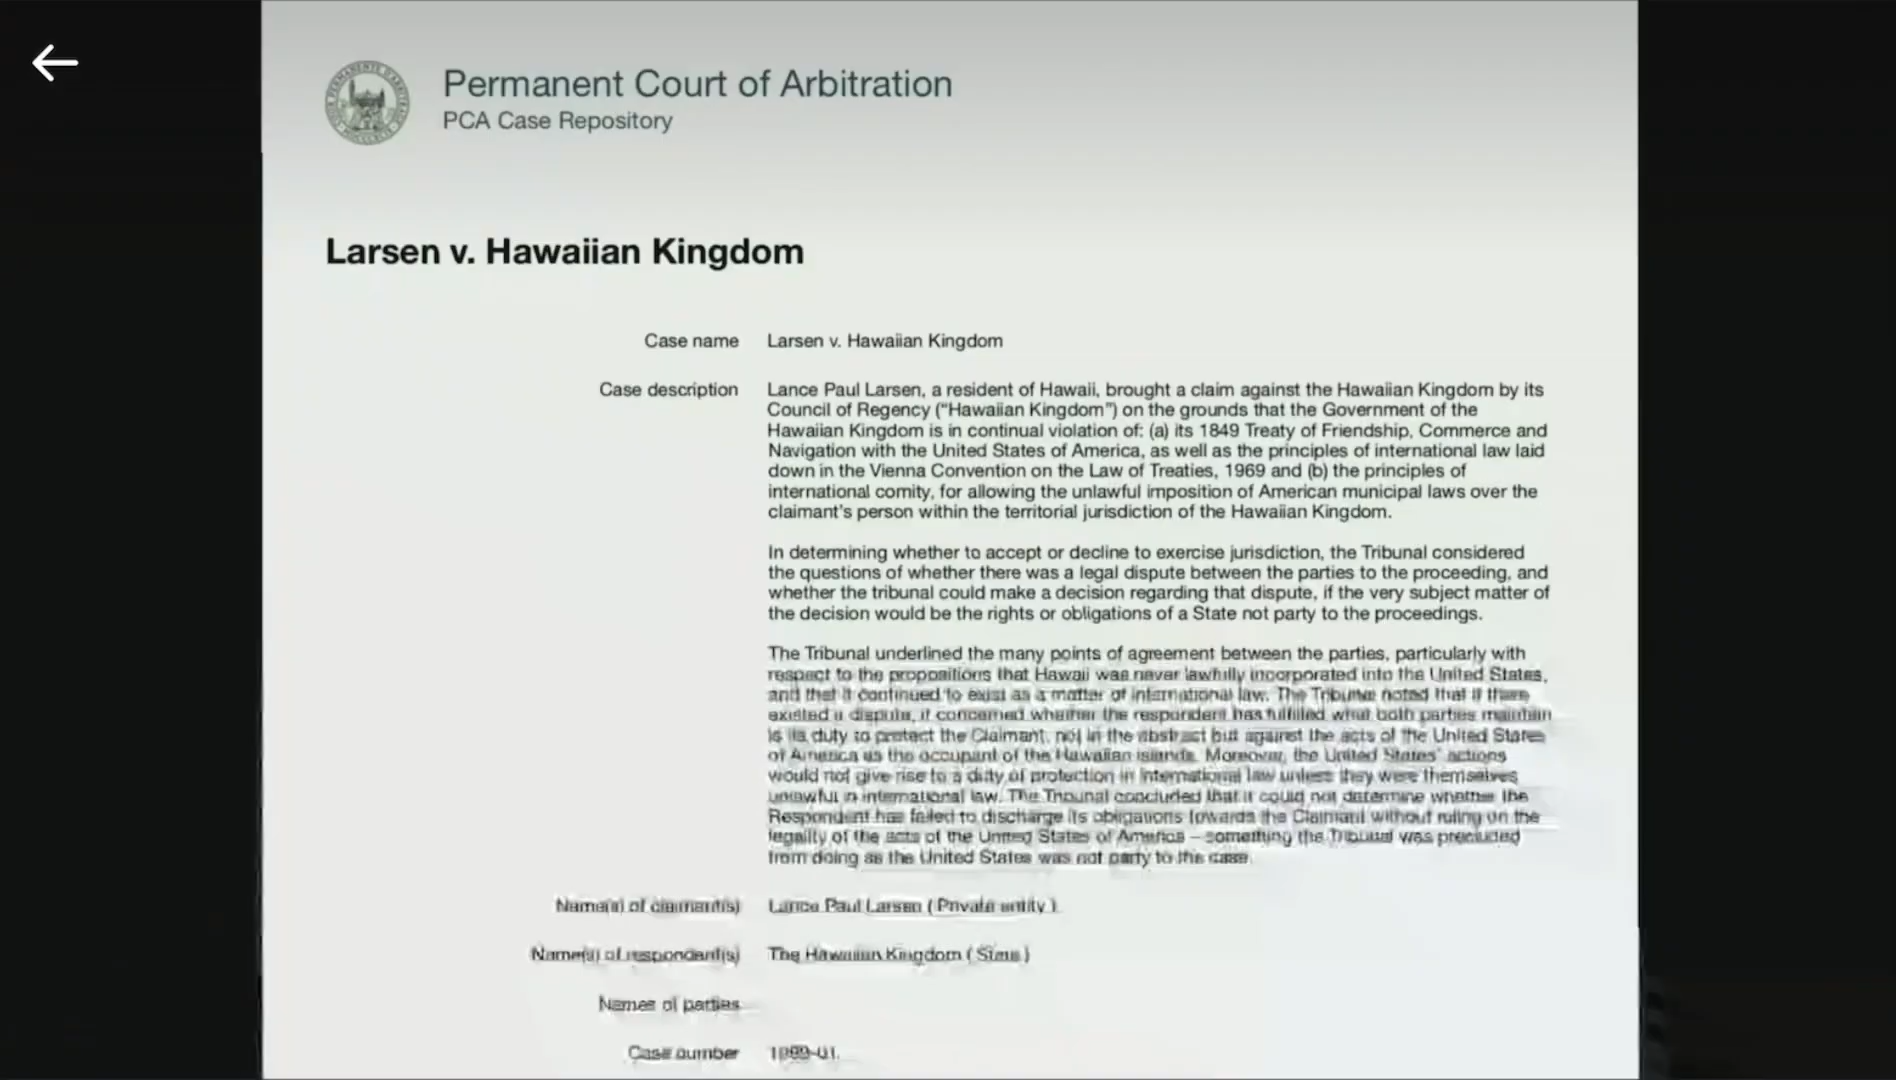 Permanent Court of Arbitration
PCA Case Repository
Larsen v. Hawaiian Kingdom
Case name Larsen v. Hawaiian Kingdom
Case description Lance Paul Larsen, a resident of Hawaii, brought a claim against the Hawaiian Kingdom by its
Council of Regency (“Hawaiian Kingdom”) on the grounds that the Government of the
Hawaiian Kingdom is in continual violation of: (a) its 1849 Treaty of Friendship, Commerce and
Navigation with the United States of America, as well as the principles of international law laid
down in the Vienna Convention on the Law of Treaties, 1969 and (b) the principles of
international comity, for allowing the unlawful imposition of American municipal laws over the
claimant’s person within the territorial jurisdiction of the Hawaiian Kingdom.
In determining whether to accept or decline to exercise jurisdiction, the Tribunal considered
the questions of whether there was a legal dispute between the parties to the proceeding, and
whether the tribunal could make a decision regarding that dispute, if the very subject matter of
the decision would be the rights or obligations of a State not party to the proceedings.
The Tribunal underlined the many points of agreement between the parties, particularly with
respect to the propositions that Hawaii was never lawfully incorporated into the United States,
and that it continued to exist as a matter of international law. The Tribunal noted that if there
existed a dispute, it concerned whether the respondent has fulfilled what both parties maintain
is its duty to protect the Claimant, not in the abstract but against the acts of the United States
of America as the occupant of the Hawaiian islands. Moreover, the United States’ actions
would not give rise to a duty of protection in international law unless they were themselves
unlawful in international law. The Tribunal concluded that it could not determine whether the
Respondent has failed to discharge its obligations towards the Claimant without ruling on the
legality of the acts of the United States of America – something the Tribunal was precluded
from doing as the United States was not party to the case.
Name(s) of claimant(s) Lance Paul Larsen ( Private entity )
Name(s) of respondent(s) The Hawaiian Kingdom ( State )
Names of parties
Case number 1999-01